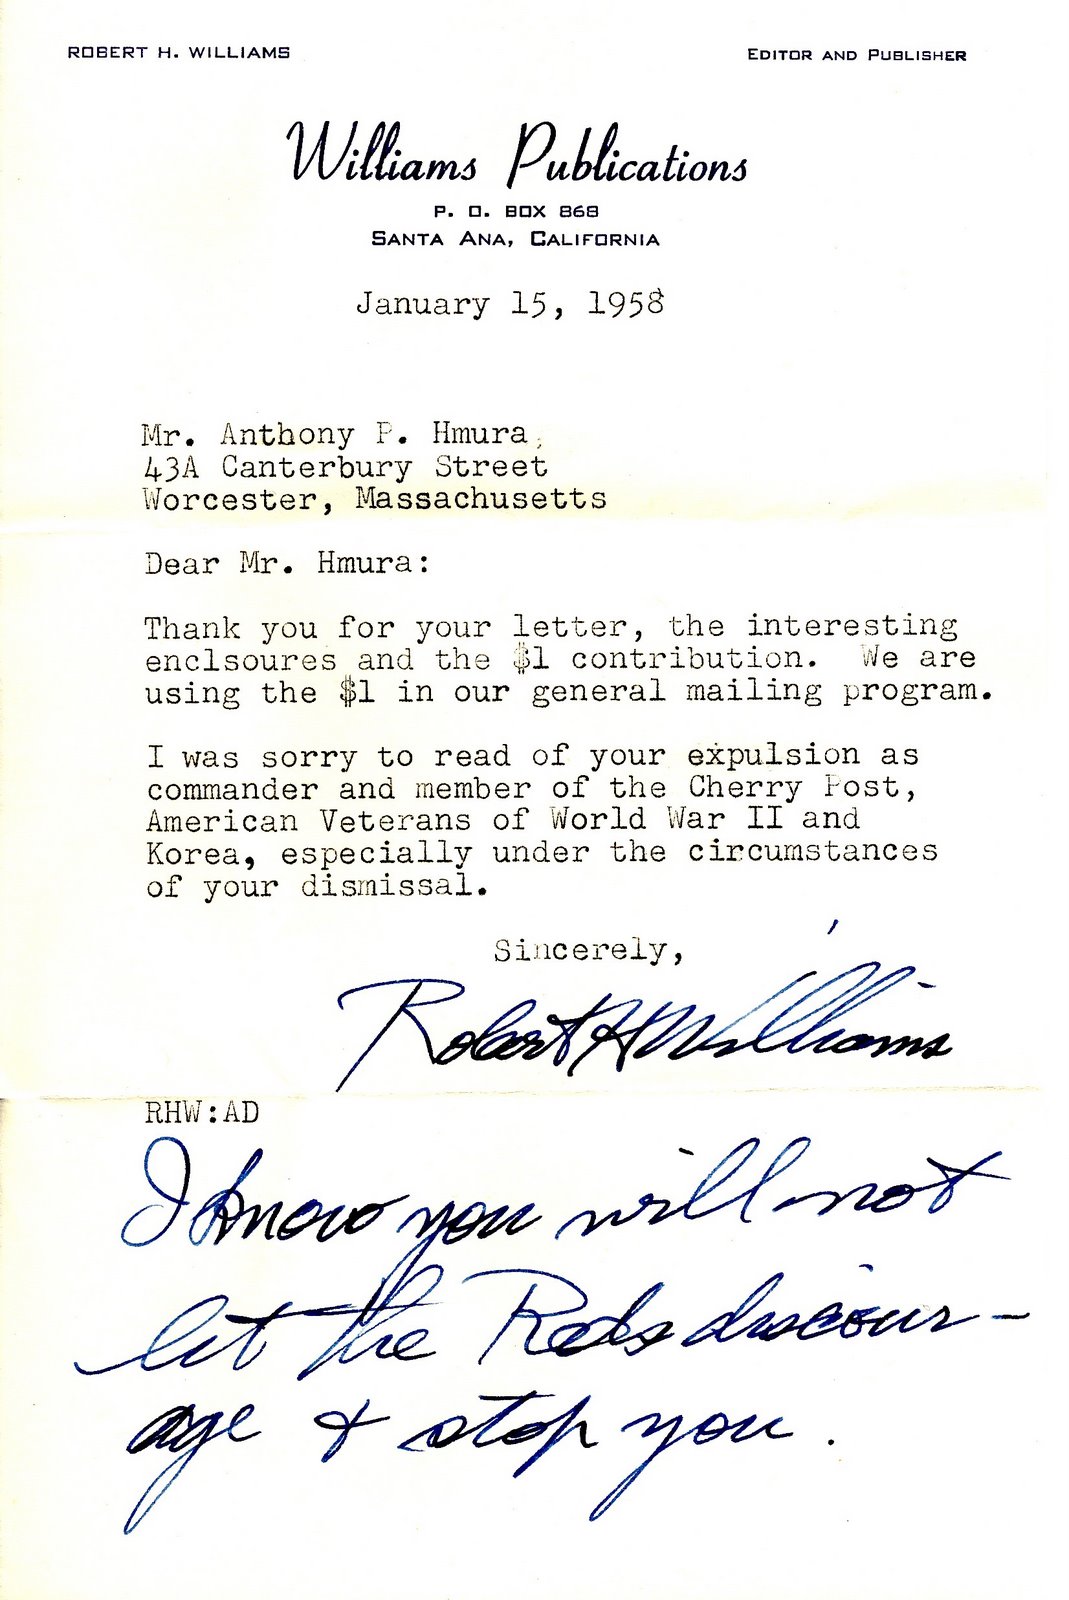 ROBERT H. WILLIAMS
EDITOR AND PUBLISHER
Williams Publications
P. O. BOX 868
SANTA ANA, CALIFORNIA
January 15, 1958
Mr. Anthony P. Hmura,
43A Canterbury Street
Worcester, Massachusetts
Dear Mr. Hmura:
Thank you for your letter, the interesting
enclsoures and the $1 contribution. We are
using the $1 in our general mailing program.
I was sorry to read of your expulsion as
commander and member of the Cherry Post,
American Veterans of World War II and
Korea, especially under the circumstances
of your dismissal.
Sincerely,
Robert H Williams
RHW:AD
I know you will not
let the Reds discour-
age & stop you.